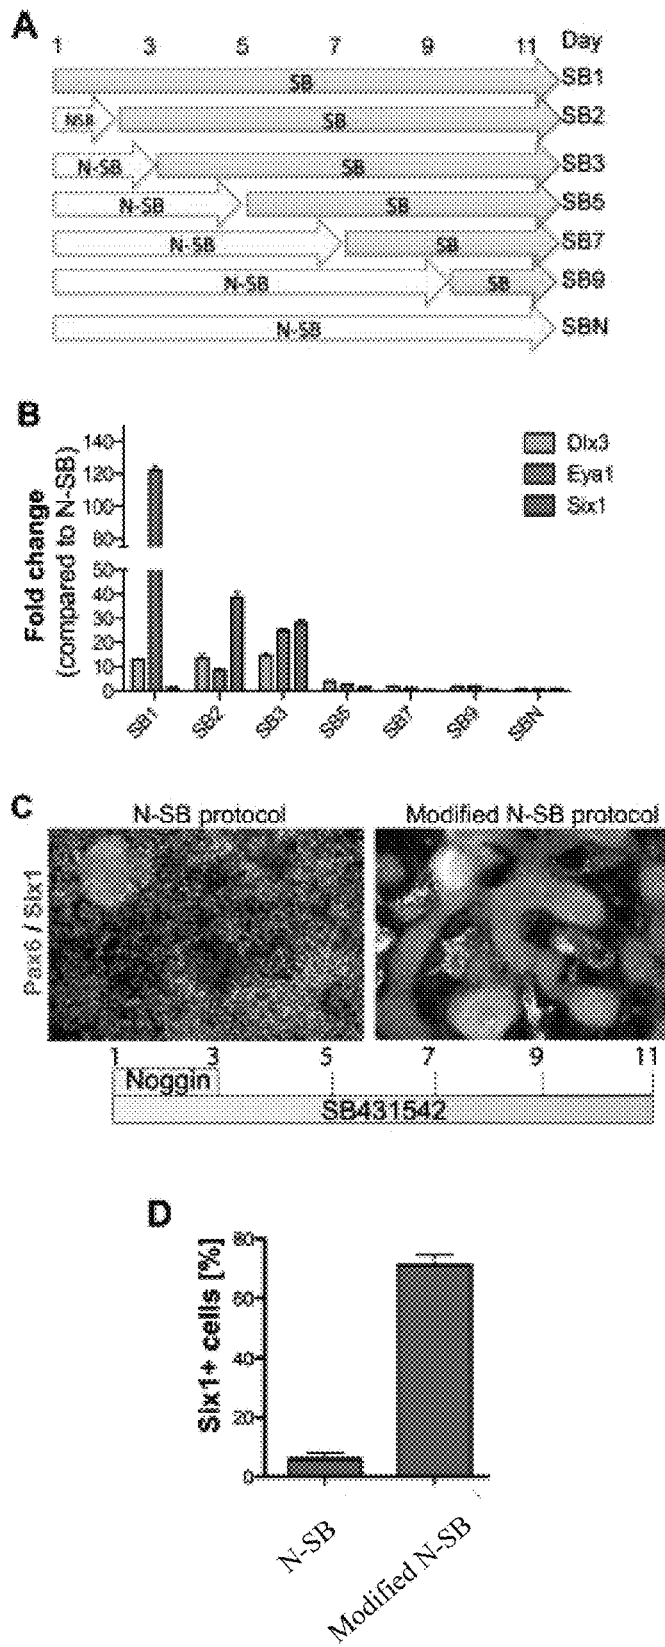 A
1 3 5 7 9 11 Day
SB SB1
NSB SB SB2
N-SB SB SB3
N-SB SB SB5
N-SB SB SB7
N-SB SB SB9
N-SB SBN
B
Fold change
(compared to N-SB)
140
120
100
80
50
40
30
20
10
0
Dlx3
Eya1
Six1
SB1 SB2 SB3 SB5 SB7 SB9 SBN
C
N-SB protocol Modified N-SB protocol
Pax6 / Six1
1 3 5 7 9 11
Noggin
SB431542
D
Six1+ cells [%]
80
60
40
20
0
N-SB
Modified N-SB